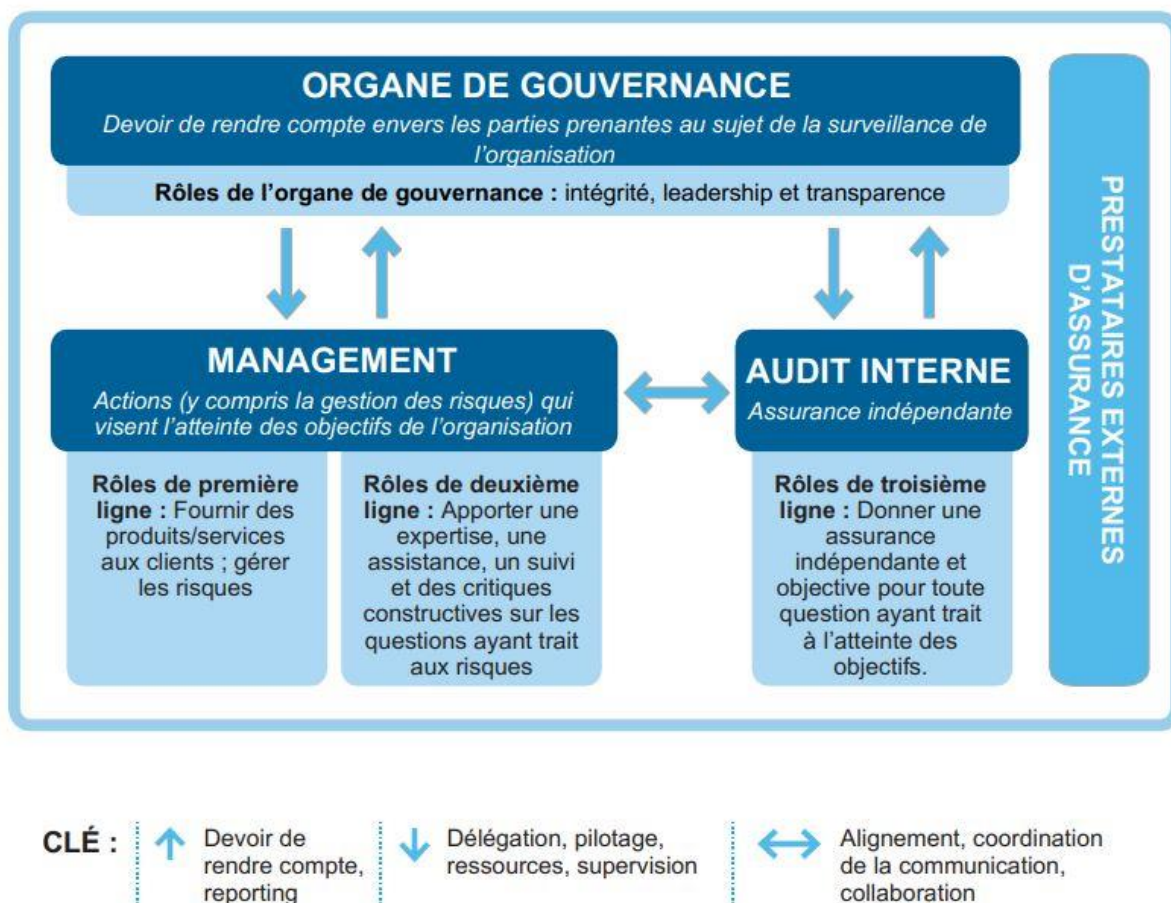 ORGANE DE GOUVERNANCE
Devoir de rendre compte envers les parties prenantes au sujet de la surveillance de
l’organisation
Rôles de l’organe de gouvernance : intégrité, leadership et transparence
MANAGEMENT
Actions (y compris la gestion des risques) qui
visent l’atteinte des objectifs de l’organisation
Rôles de première
ligne : Fournir des
produits/services
aux clients ; gérer
les risques
Rôles de deuxième
ligne : Apporter une
expertise, une
assistance, un suivi
et des critiques
constructives sur les
questions ayant trait
aux risques
AUDIT INTERNE
Assurance indépendante
Rôles de troisième
ligne : Donner une
assurance
indépendante et
objective pour toute
question ayant trait
à l’atteinte des
objectifs.
PRESTATAIRES EXTERNES
D’ASSURANCE
CLÉ :
Devoir de
rendre compte,
reporting
Délégation, pilotage,
ressources, supervision
Alignement, coordination
de la communication,
collaboration